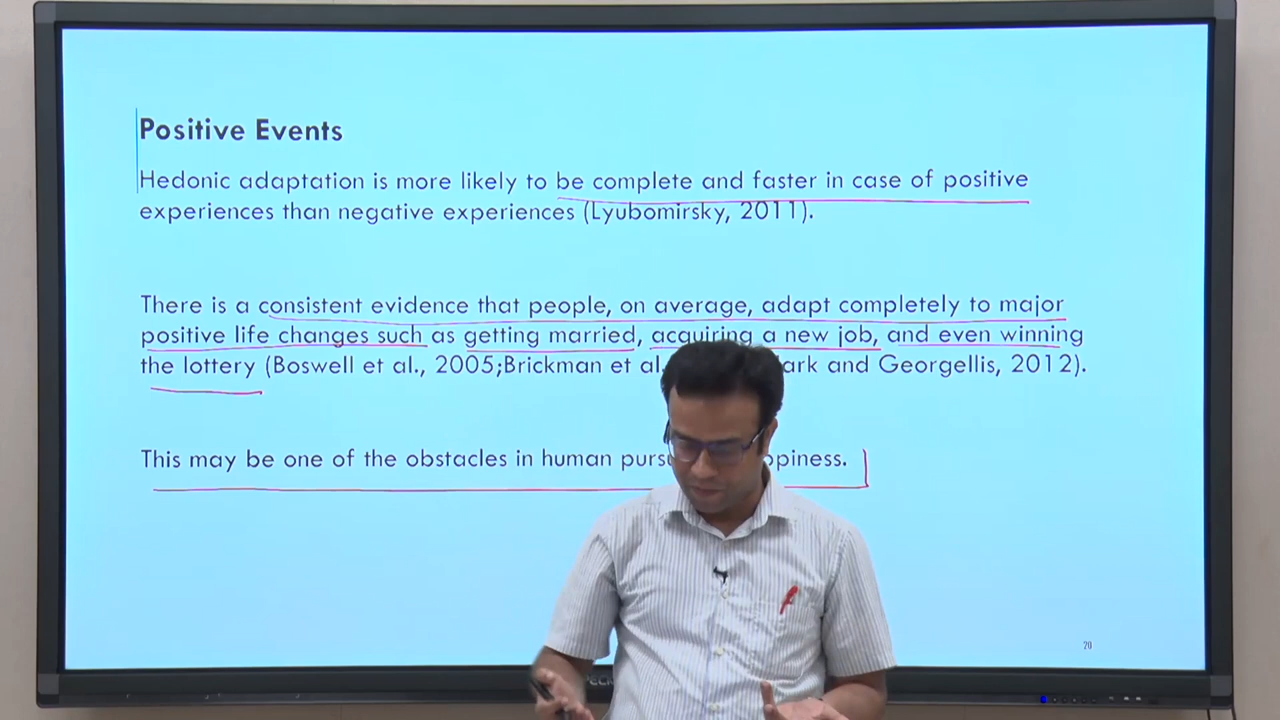 Positive Events
Hedonic adaptation is more likely to be complete and faster in case of positive
experiences than negative experiences (Lyubomirsky, 2011).
There is a consistent evidence that people, on average, adapt completely to major
positive life changes such as getting married, acquiring a new job, and even winning
the lottery (Boswell et al., 2005;Brickman et al. and Georgellis, 2012).
This may be one of the obstacles in human
20